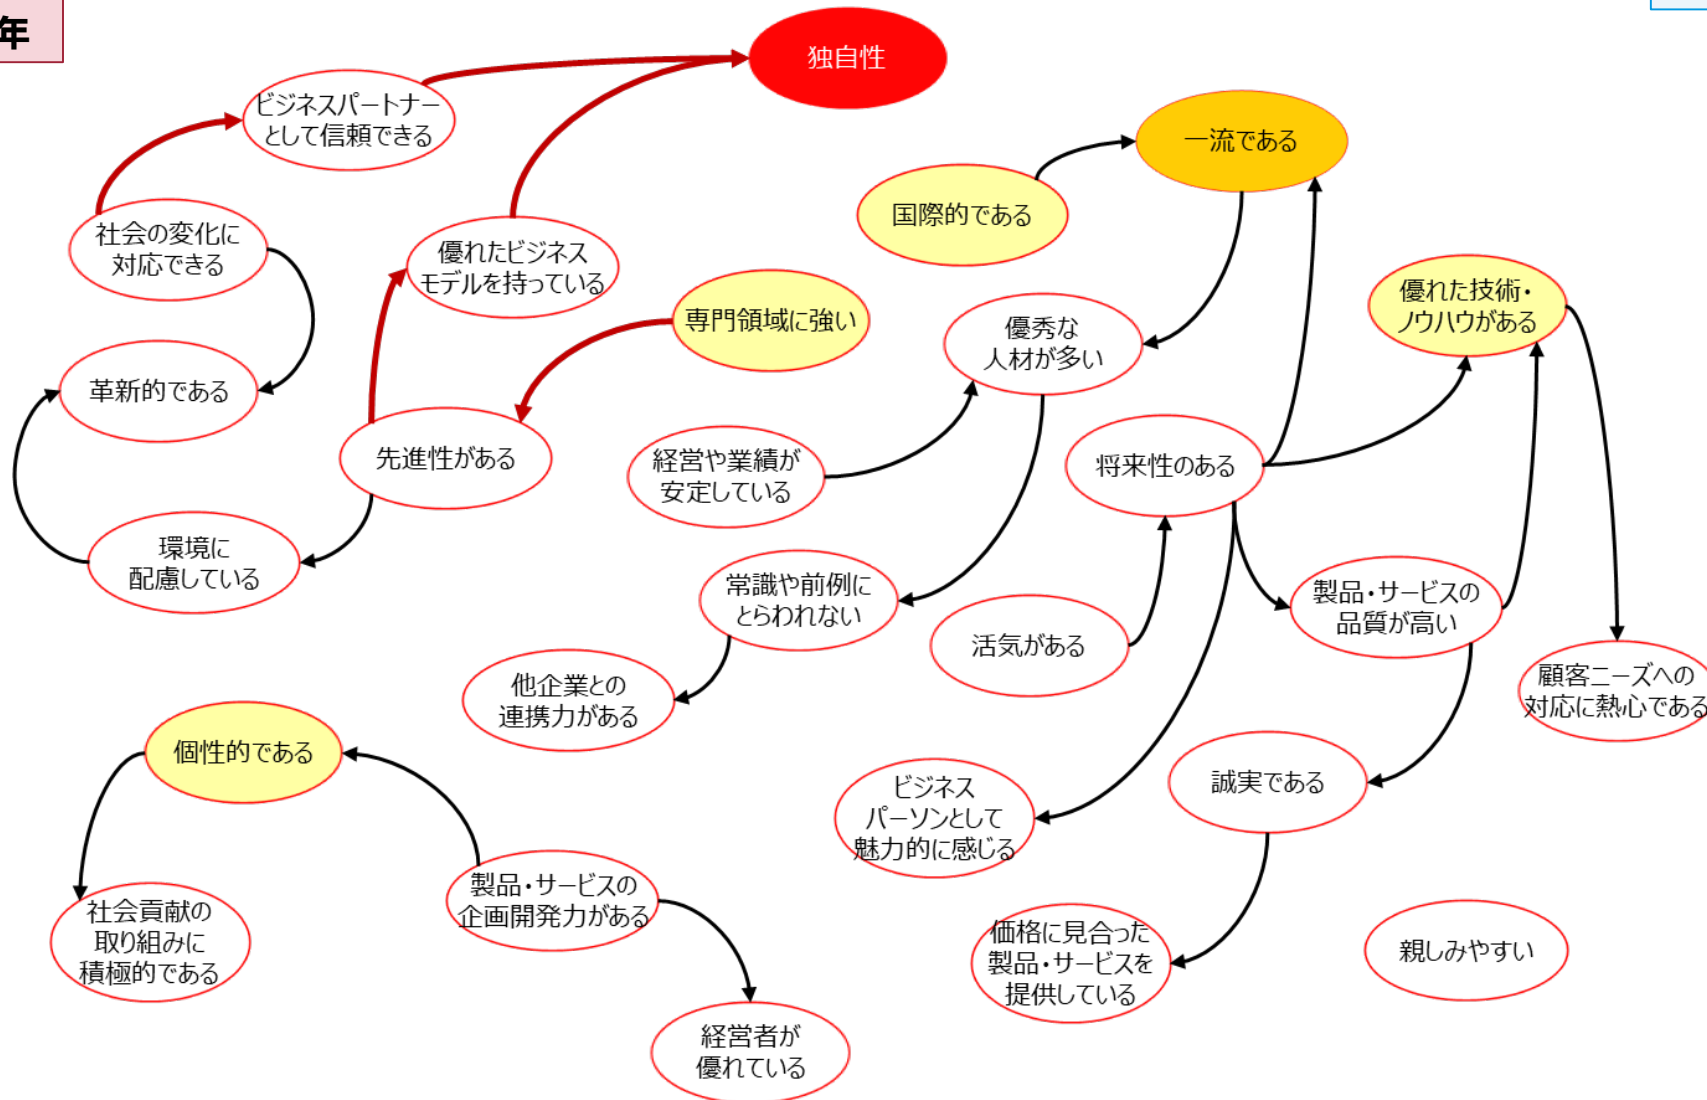 年
独自性
ビジネスパートナー
として信頼できる
一流である
国際的である
社会の変化に
対応できる
優れたビジネス
モデルを持っている
専門領域に強い
優れた技術・
ノウハウがある
優秀な
人材が多い
革新的である
先進性がある
経営や業績が
安定している
将来性のある
環境に
配慮している
常識や前例に
とらわれない
活気がある
製品・サービスの
品質が高い
他企業との
連携力がある
顧客ニーズへの
対応に熱心である
個性的である
ビジネス
パーソンとして
魅力的に感じる
誠実である
製品・サービスの
企画開発力がある
社会貢献の
取り組みに
積極的である
価格に見合った
製品・サービスを
提供している
親しみやすい
経営者が
優れている